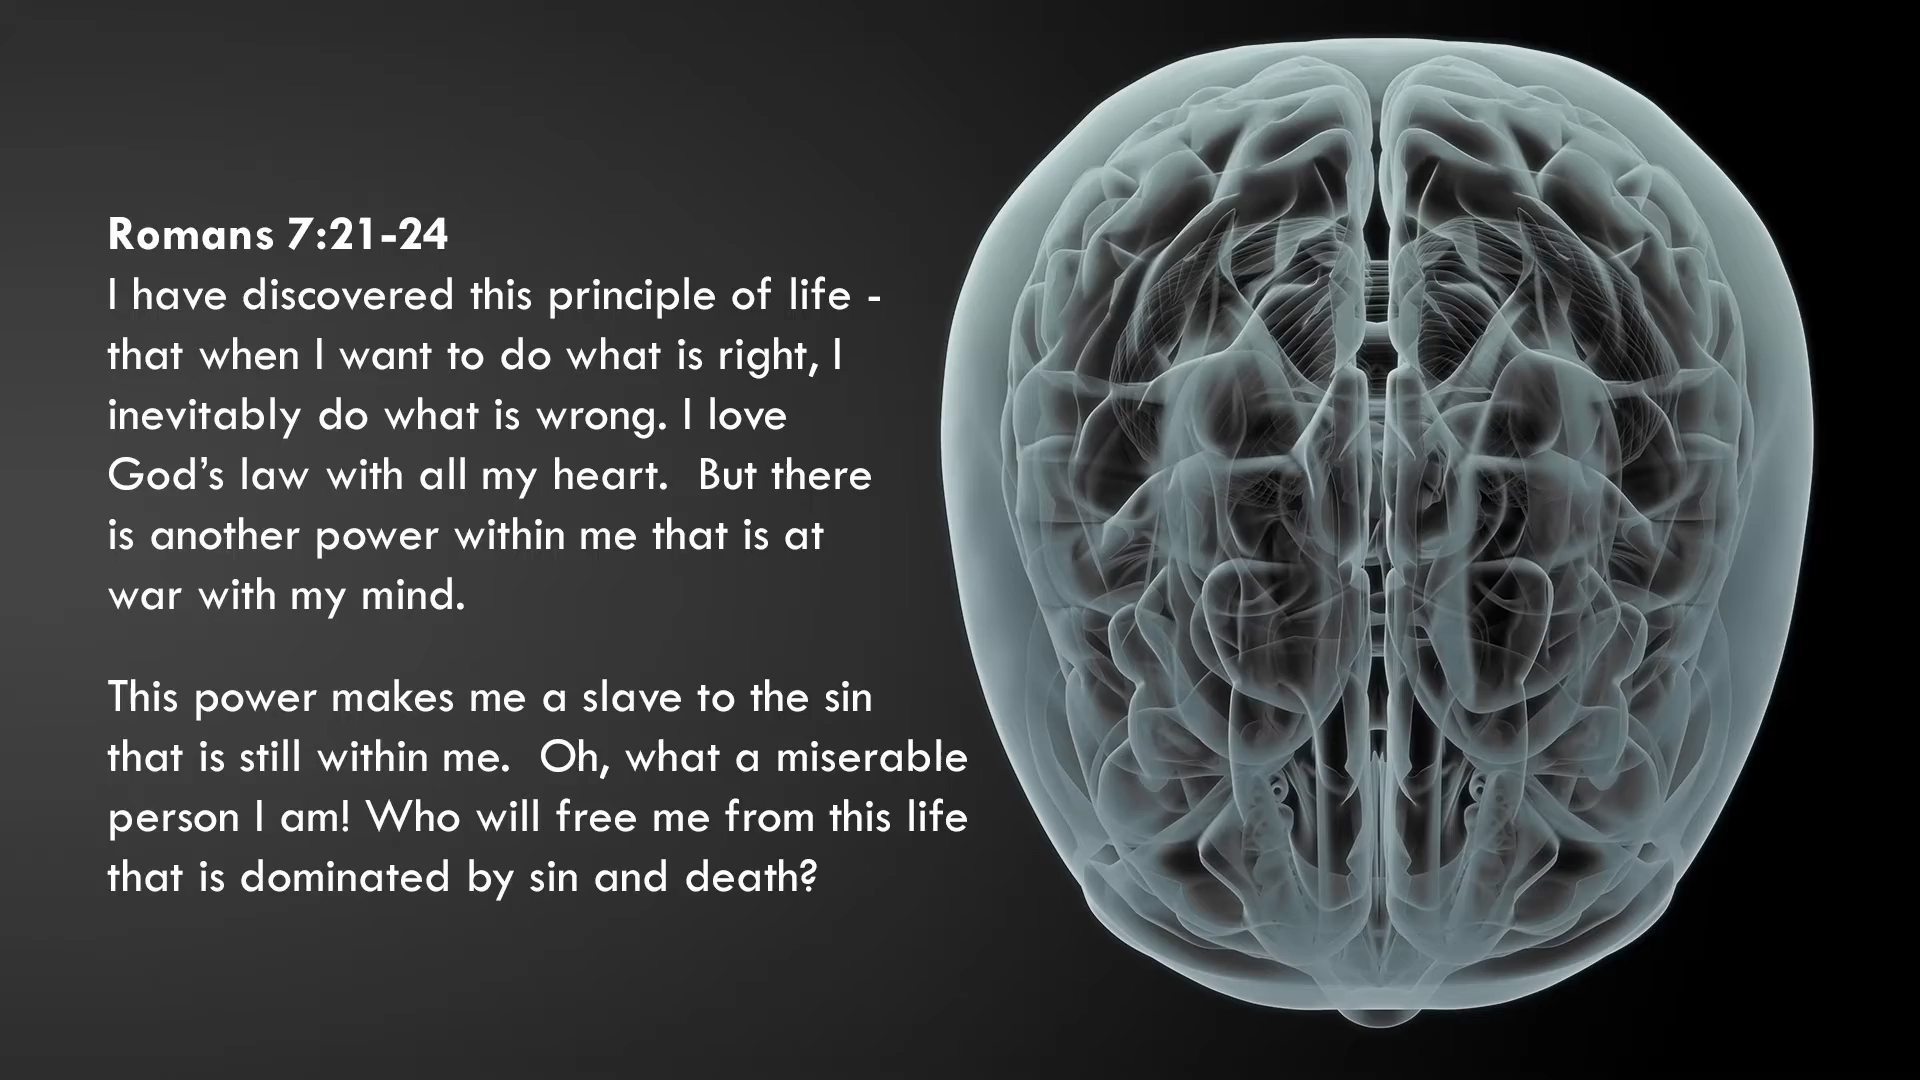 Romans 7:21-24
I have discovered this principle of life -
that when I want to do what is right, I
inevitably do what is wrong. I love
God’s law with all my heart.  But there
is another power within me that is at
war with my mind.
This power makes me a slave to the sin
that is still within me.  Oh, what a miserable
person I am! Who will free me from this life
that is dominated by sin and death?